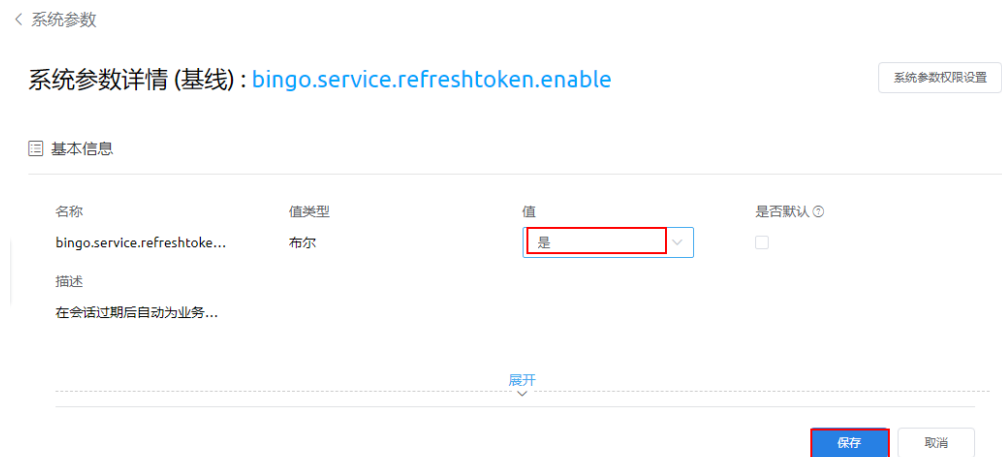 < 系统参数
系统参数详情 (基线) : bingo.service.refreshtoken.enable
系统参数权限设置
基本信息
名称 值类型 值 是否默认
bingo.service.refreshtoke... 布尔 是
描述
在会话过期后自动为业务...
展开
保存 取消